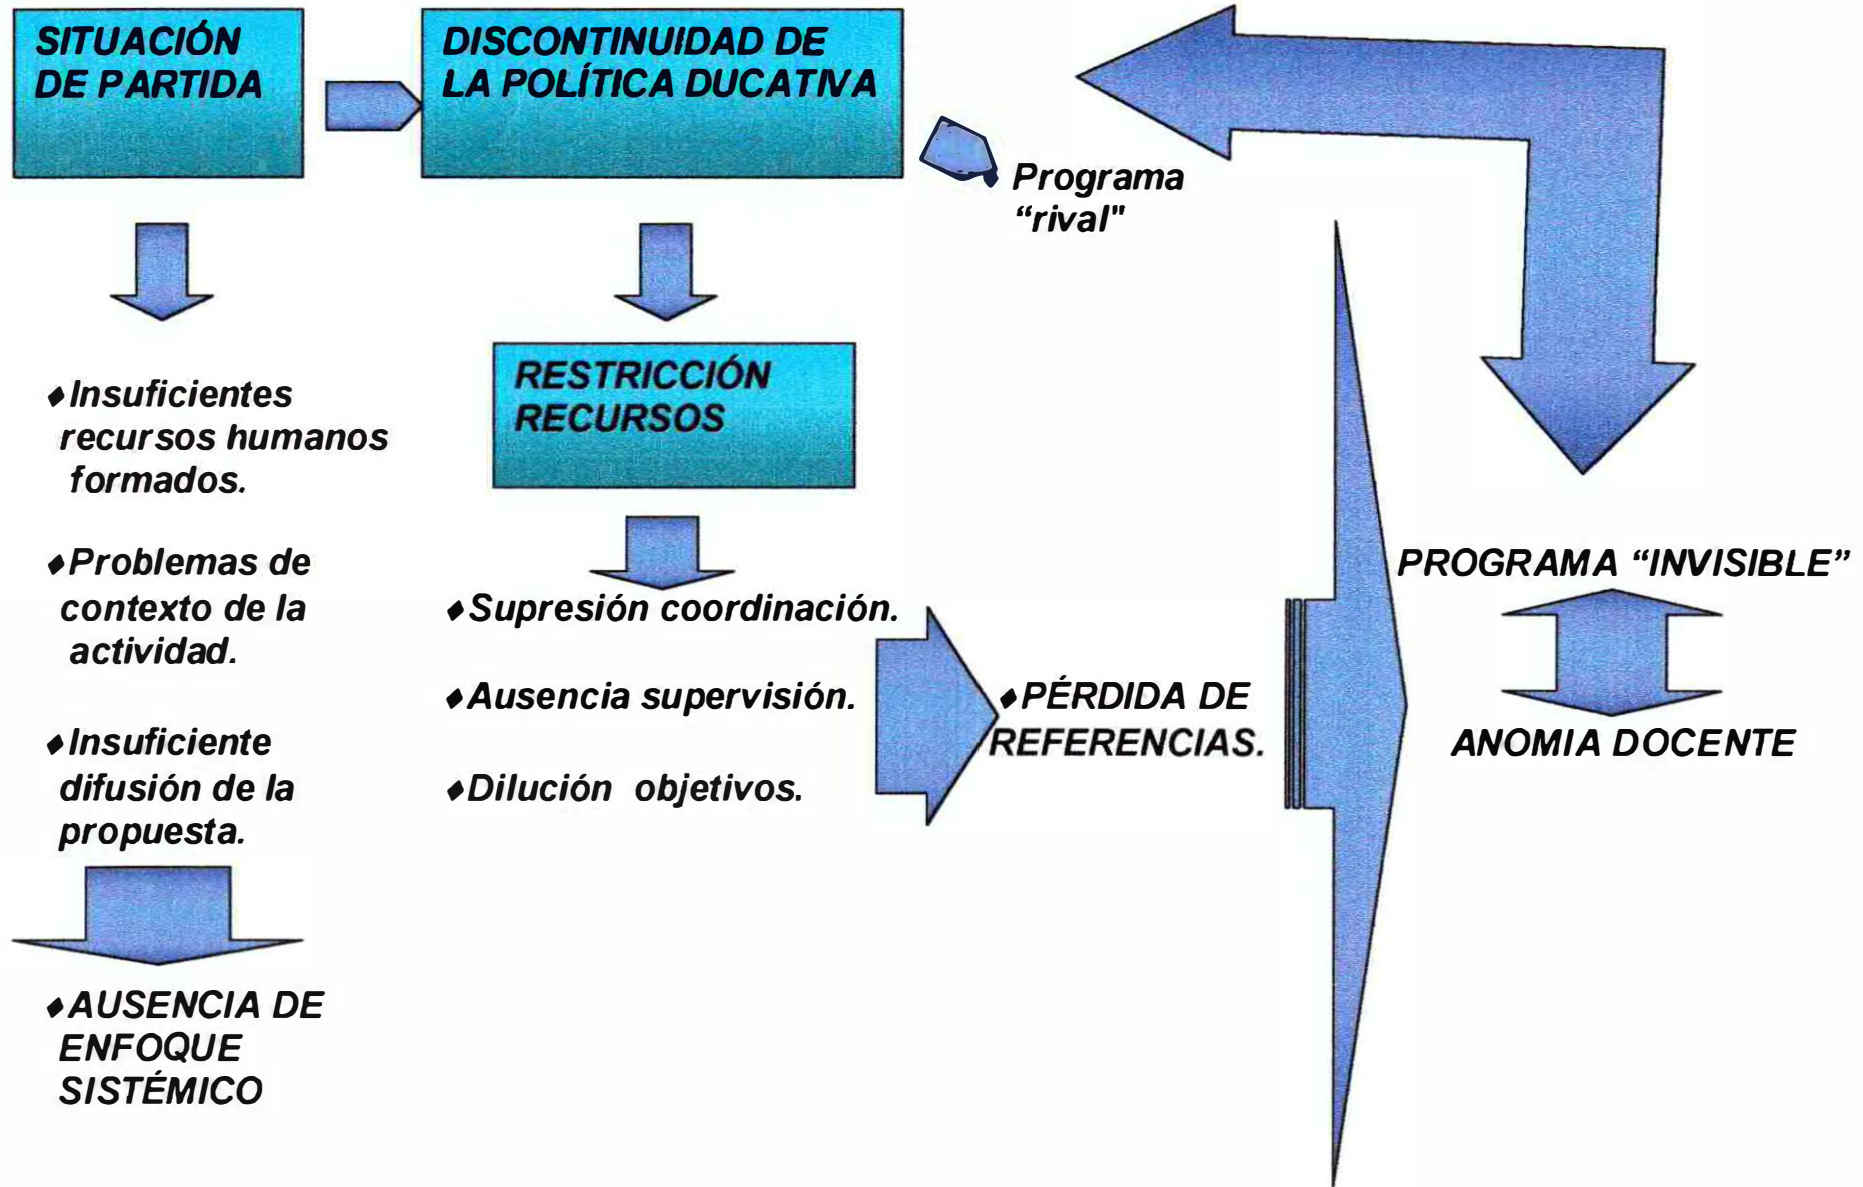 SITUACIÓN
DE PARTIDA
DISCONTINUIDAD DE
LA POLÍTICA DUCATIVA
Programa
“rival"
♦Insuficientes
recursos humanos
formados.
♦Problemas de
contexto de la
actividad.
♦Insuficiente
difusión de la
propuesta.
♦AUSENCIA DE
ENFOQUE
SISTÉMICO
RESTRICCIÓN
RECURSOS
♦Supresión coordinación.
♦Ausencia supervisión.
♦Dilución objetivos.
♦PÉRDIDA DE
REFERENCIAS.
PROGRAMA “INVISIBLE”
ANOMIA DOCENTE